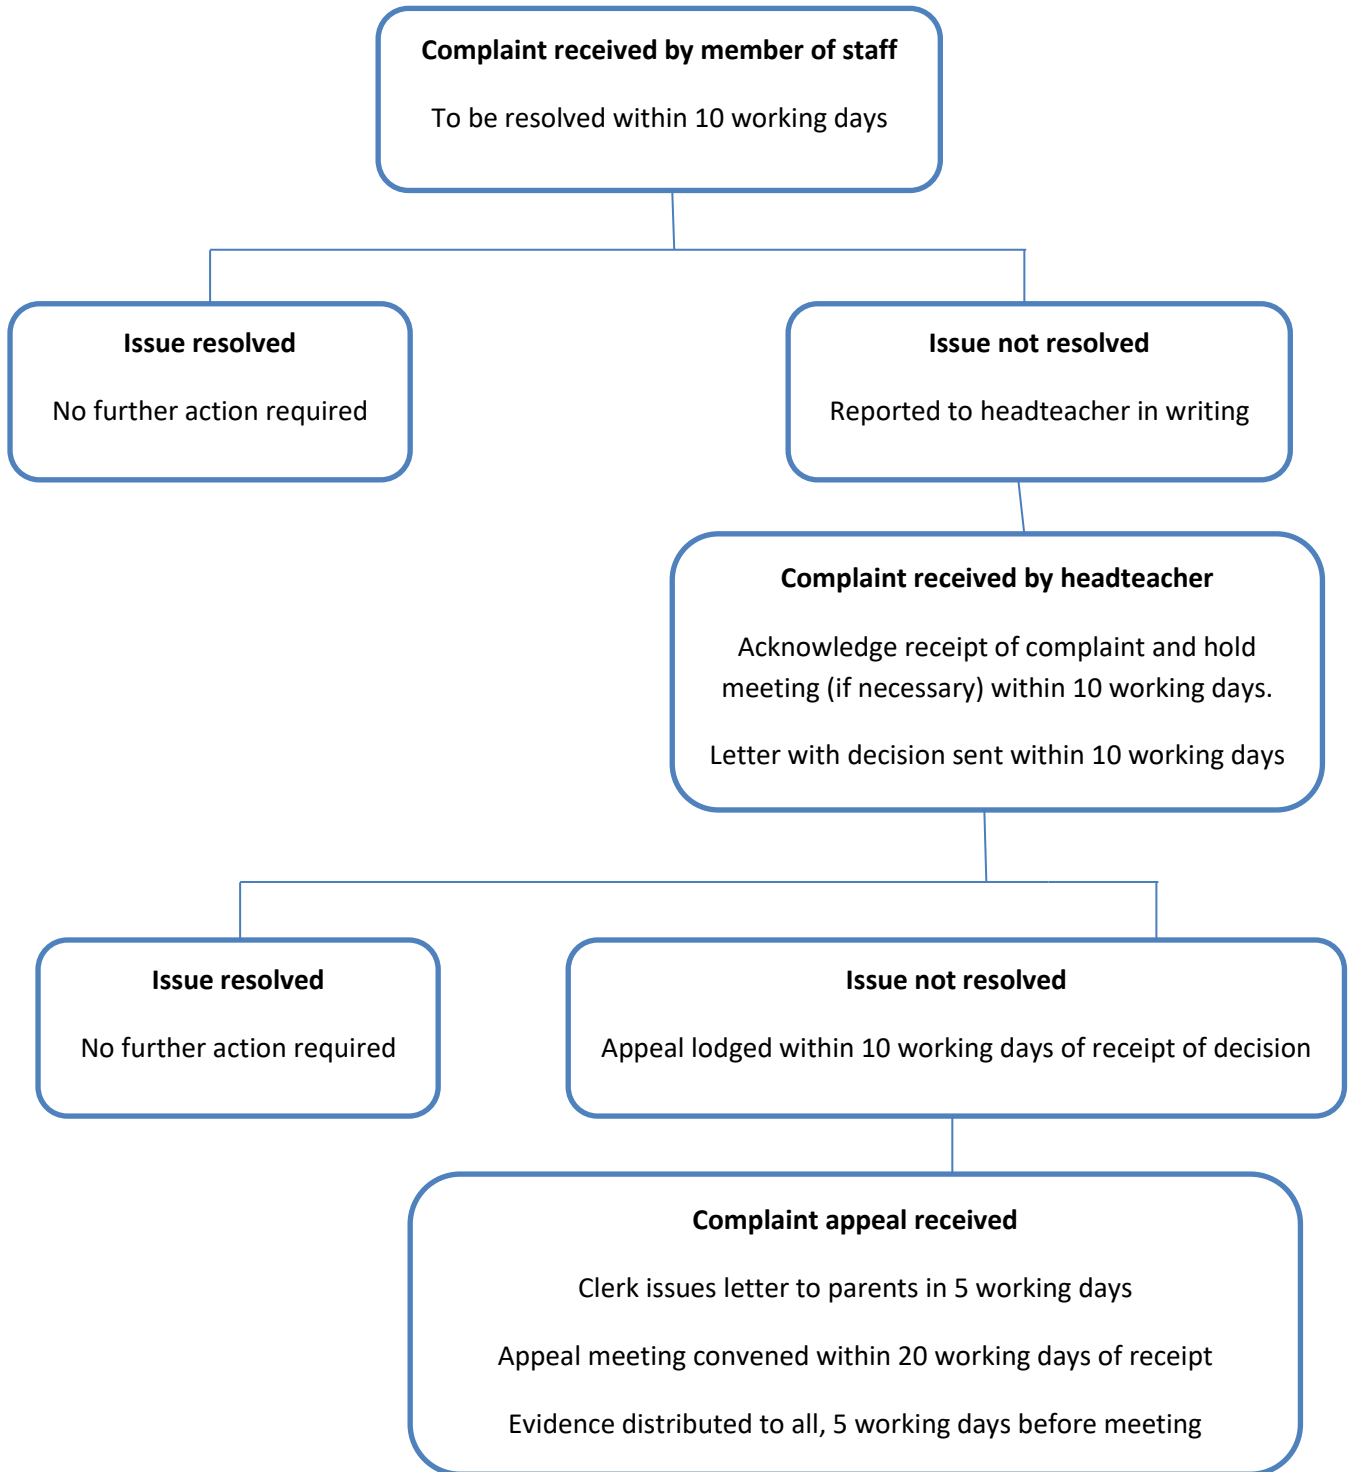 Complaint received by member of staff
To be resolved within 10 working days
Issue resolved
No further action required
Issue not resolved
Reported to headteacher in writing
Complaint received by headteacher
Acknowledge receipt of complaint and hold
meeting (if necessary) within 10 working days.
Letter with decision sent within 10 working days
Issue resolved
No further action required
Issue not resolved
Appeal lodged within 10 working days of receipt of decision
Complaint appeal received
Clerk issues letter to parents in 5 working days
Appeal meeting convened within 20 working days of receipt
Evidence distributed to all, 5 working days before meeting